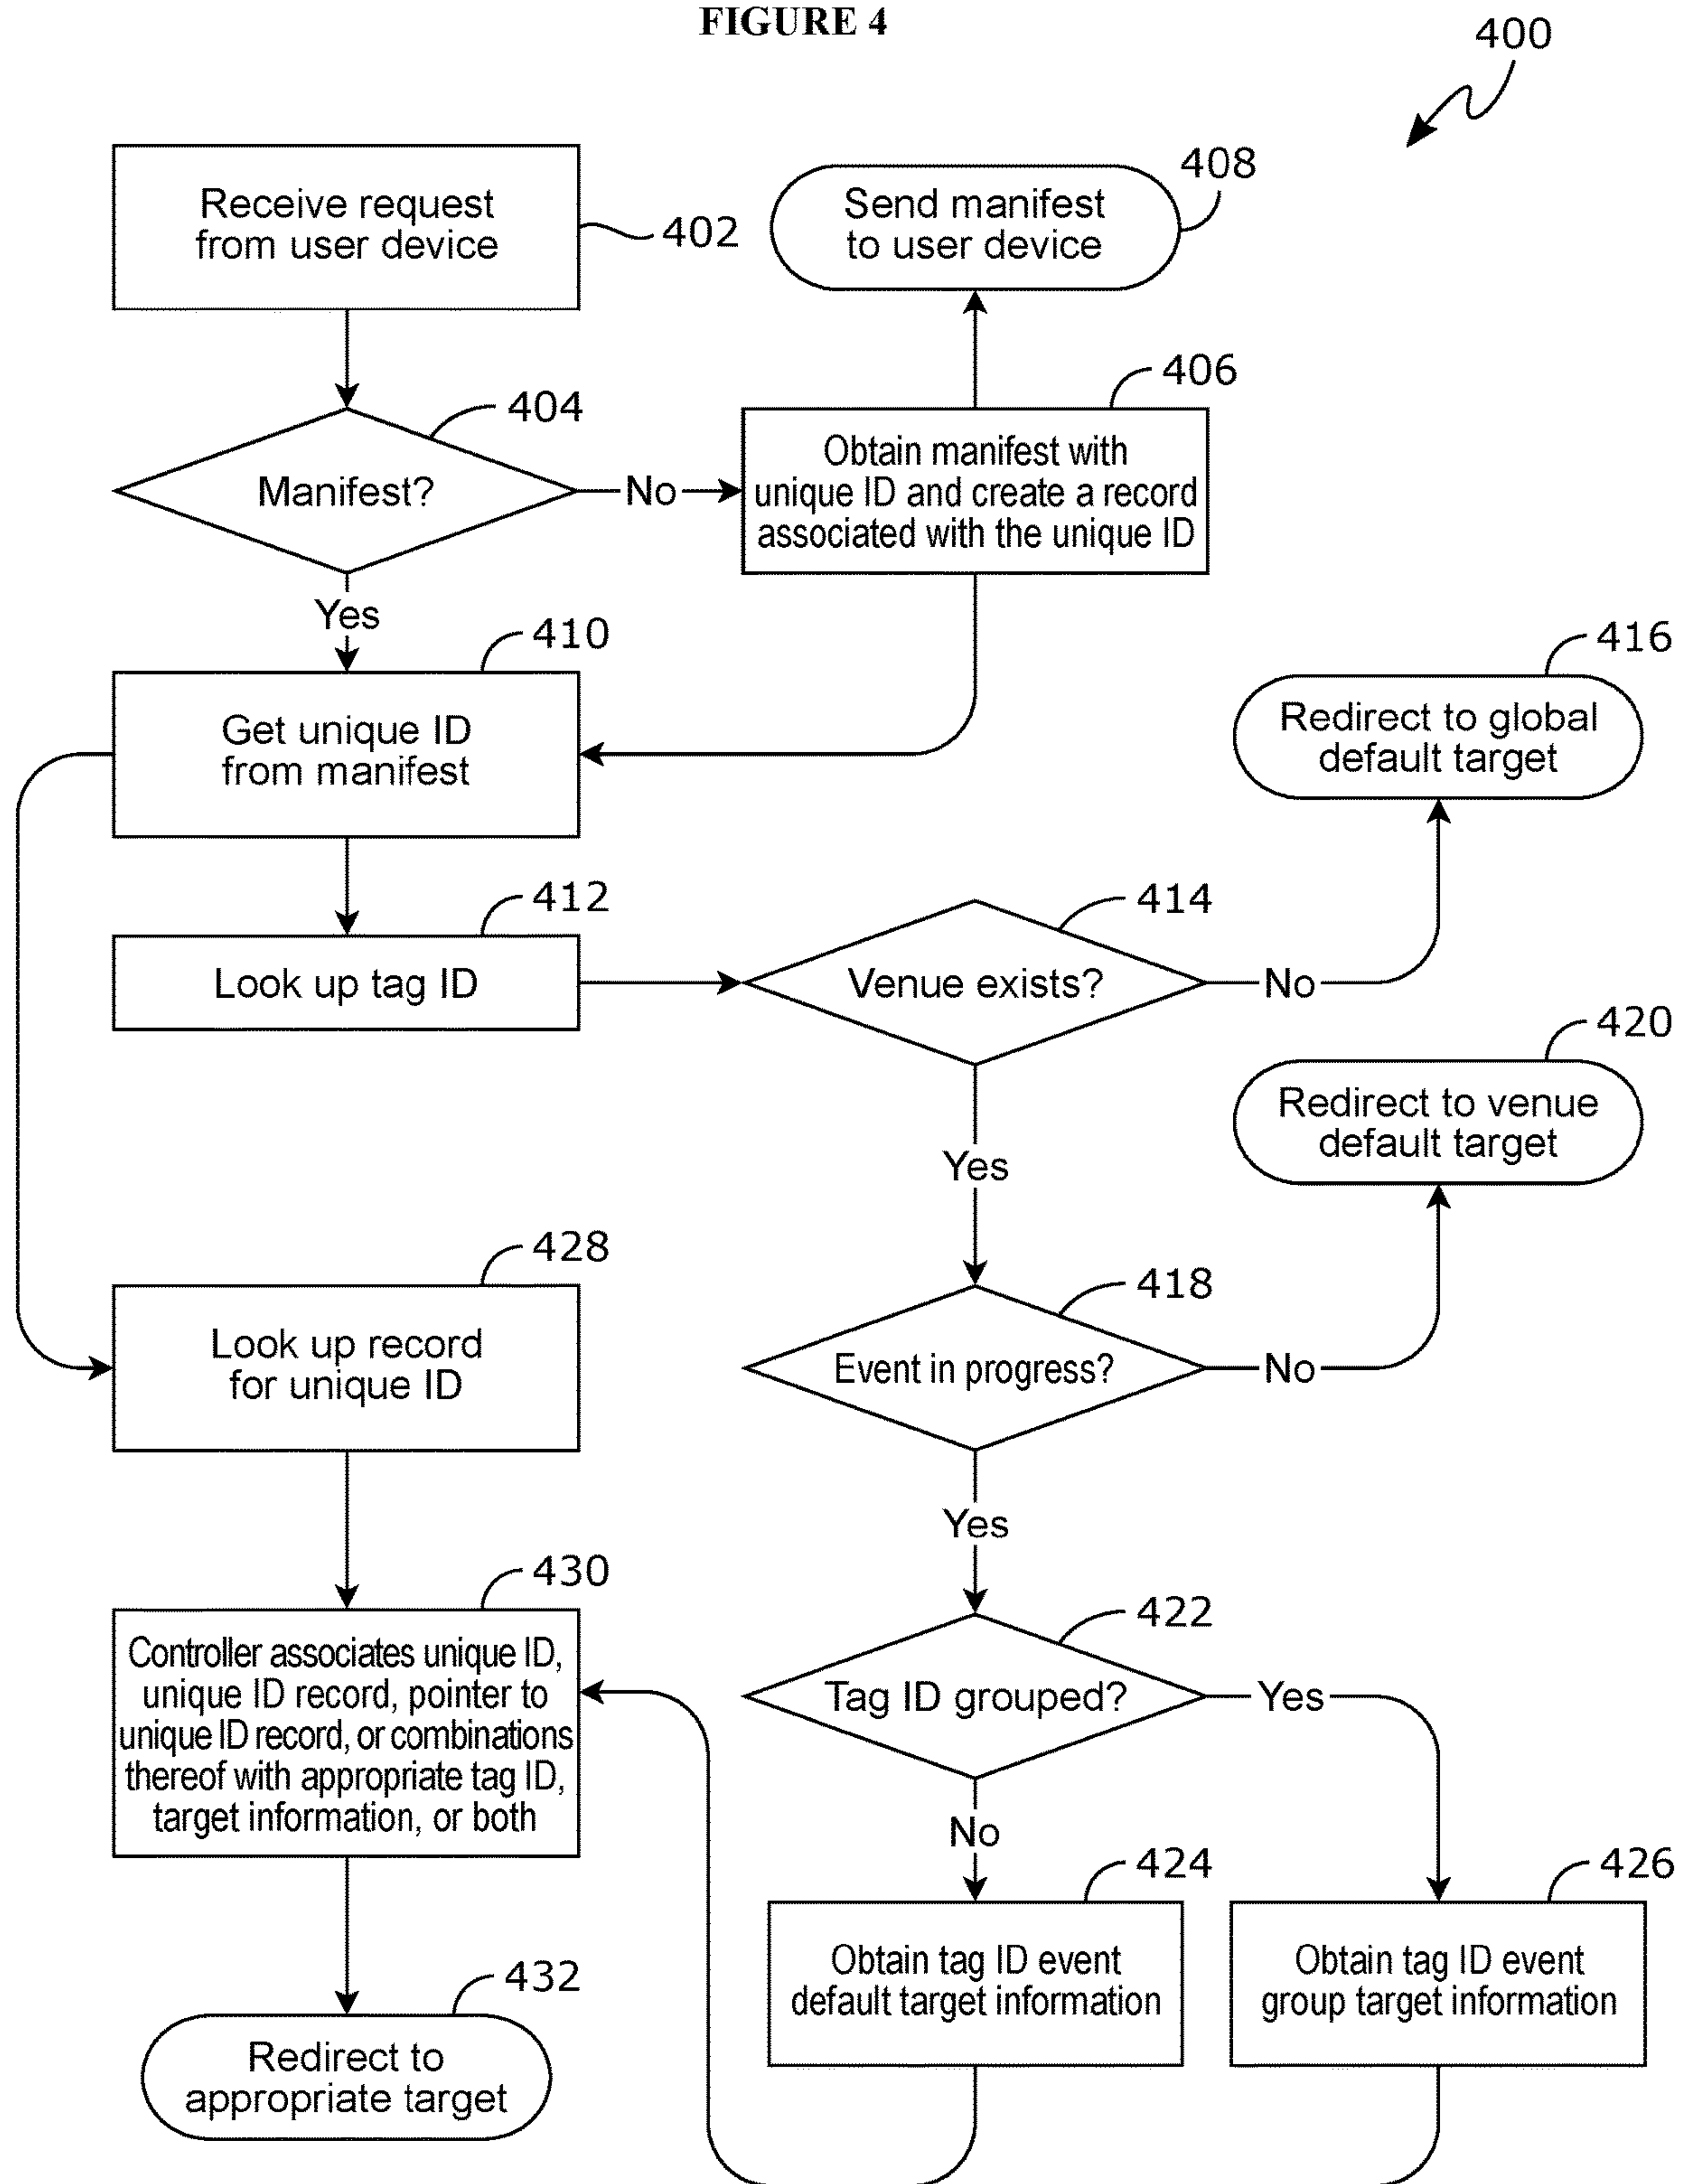 FIGURE 4
400
Receive request
from user device
402
Send manifest
to user device
408
404
Manifest?
No
406
Obtain manifest with
unique ID and create a record
associated with the unique ID
Yes
410
Get unique ID
from manifest
416
Redirect to global
default target
412
Look up tag ID
414
Venue exists?
No
420
Redirect to venue
default target
Yes
428
Look up record
for unique ID
418
Event in progress?
No
Yes
430
Controller associates unique ID,
unique ID record, pointer to
unique ID record, or combinations
thereof with appropriate tag ID,
target information, or both
422
Tag ID grouped?
Yes
No
424
Obtain tag ID event
default target information
426
Obtain tag ID event
group target information
432
Redirect to
appropriate target